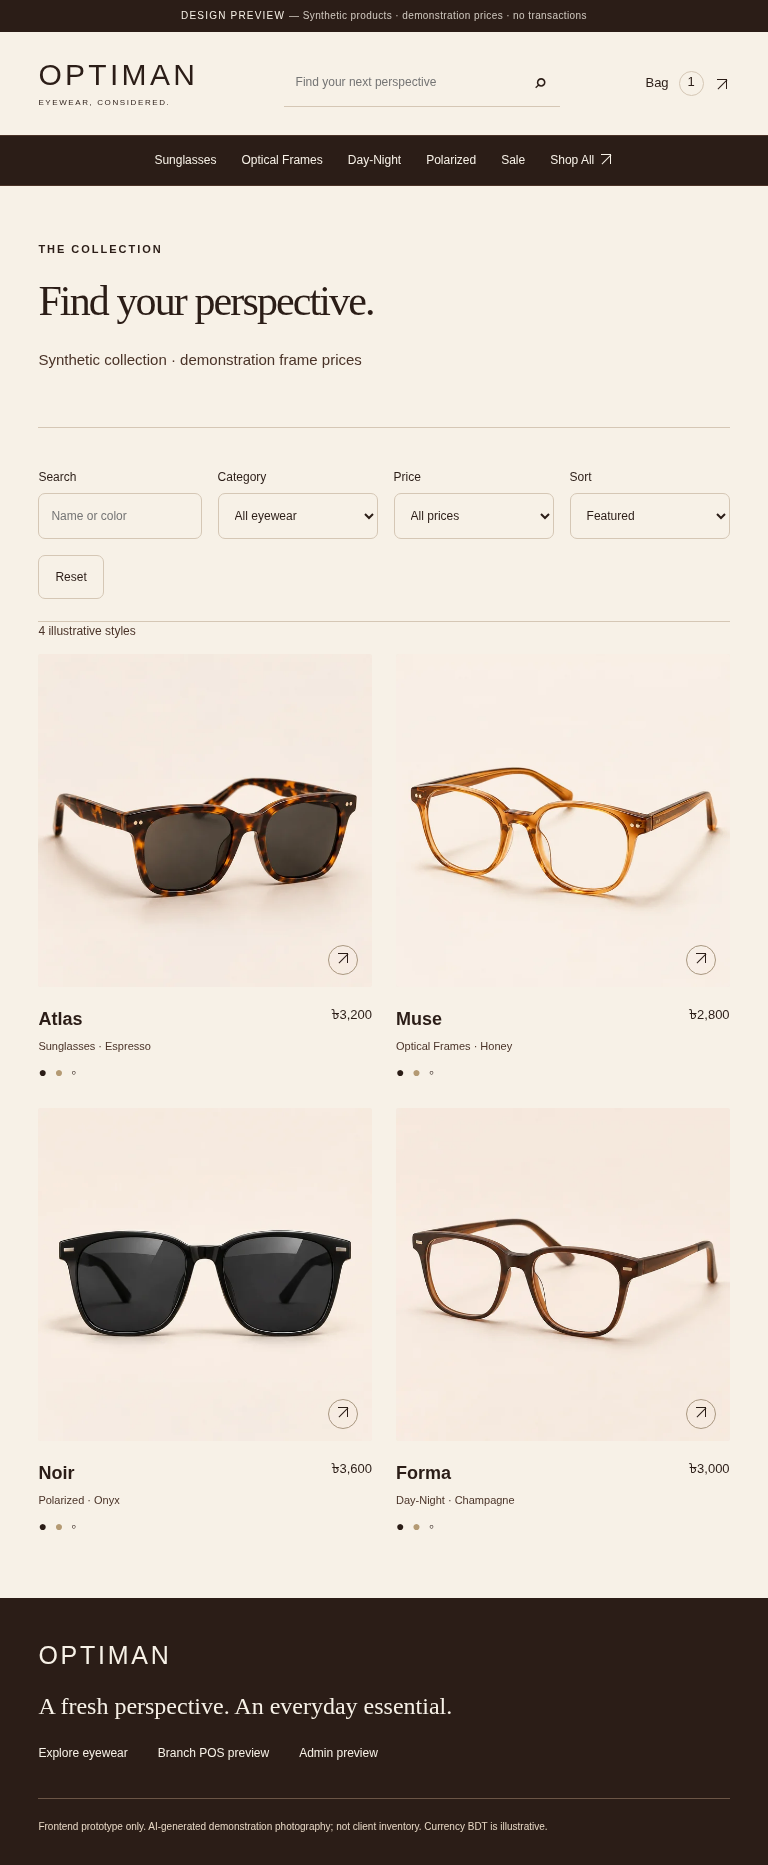 DESIGN PREVIEW — Synthetic products · demonstration prices · no transactions
OPTIMAN
EYEWEAR, CONSIDERED.
Find your next perspective
Bag 1
Sunglasses Optical Frames Day-Night Polarized Sale Shop All
THE COLLECTION
Find your perspective.
Synthetic collection · demonstration frame prices
Search Category Price Sort
Name or color All eyewear All prices Featured
Reset
4 illustrative styles
Atlas ৳3,200
Sunglasses · Espresso
Muse ৳2,800
Optical Frames · Honey
Noir ৳3,600
Polarized · Onyx
Forma ৳3,000
Day-Night · Champagne
OPTIMAN
A fresh perspective. An everyday essential.
Explore eyewear Branch POS preview Admin preview
Frontend prototype only. AI-generated demonstration photography; not client inventory. Currency BDT is illustrative.